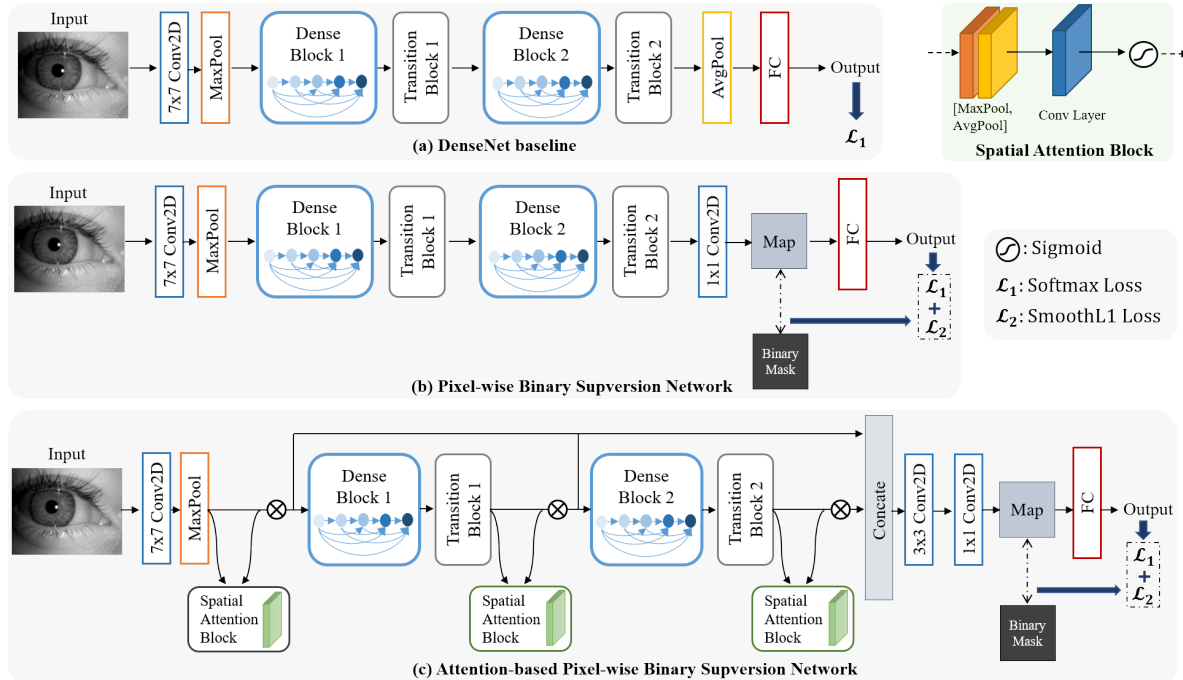 Input
7x7 Conv2D
MaxPool
Dense
Block 1
Transition
Block 1
Dense
Block 2
Transition
Block 2
AvgPool
FC
Output
ℒ1
(a) DenseNet baseline
[MaxPool,
AvgPool]
Conv Layer
Spatial Attention Block
Input
7x7 Conv2D
MaxPool
Dense
Block 1
Transition
Block 1
Dense
Block 2
Transition
Block 2
1x1 Conv2D
Map
FC
Output
ℒ1
+
ℒ2
Binary
Mask
(b) Pixel-wise Binary Supversion Network
: Sigmoid
ℒ1: Softmax Loss
ℒ2: SmoothL1 Loss
Input
7x7 Conv2D
MaxPool
Dense
Block 1
Transition
Block 1
Dense
Block 2
Transition
Block 2
Concate
3x3 Conv2D
1x1 Conv2D
Map
FC
Output
ℒ1
+
ℒ2
Spatial
Attention
Block
Spatial
Attention
Block
Spatial
Attention
Block
Binary
Mask
(c) Attention-based Pixel-wise Binary Supversion Network